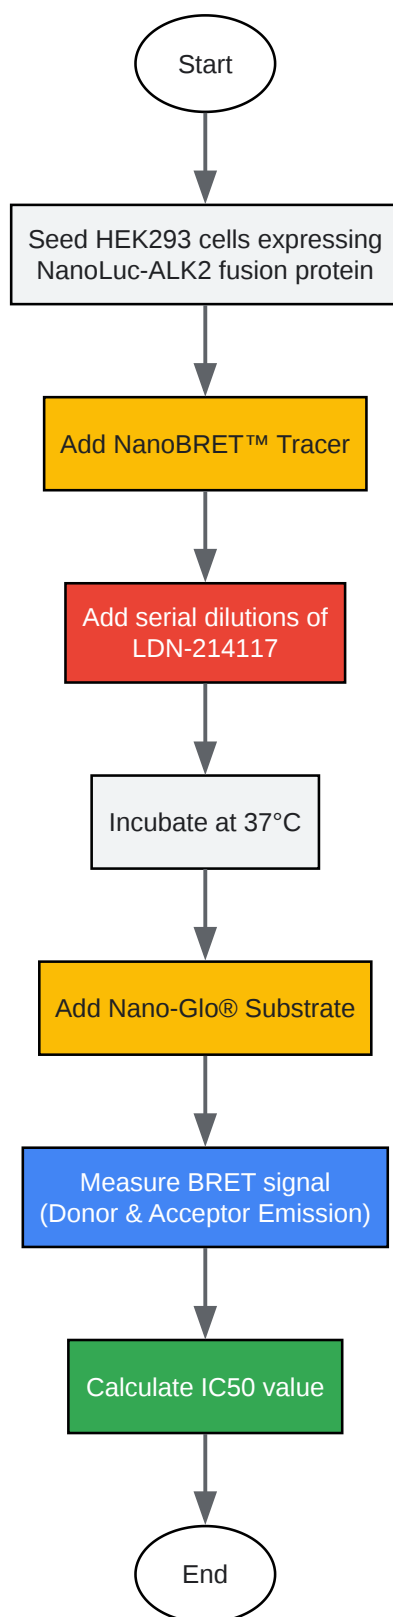 Start
Seed HEK293 cells expressing
NanoLuc-ALK2 fusion protein
Add NanoBRET™ Tracer
Add serial dilutions of
LDN-214117
Incubate at 37°C
Add Nano-Glo® Substrate
Measure BRET signal
(Donor & Acceptor Emission)
Calculate IC50 value
End